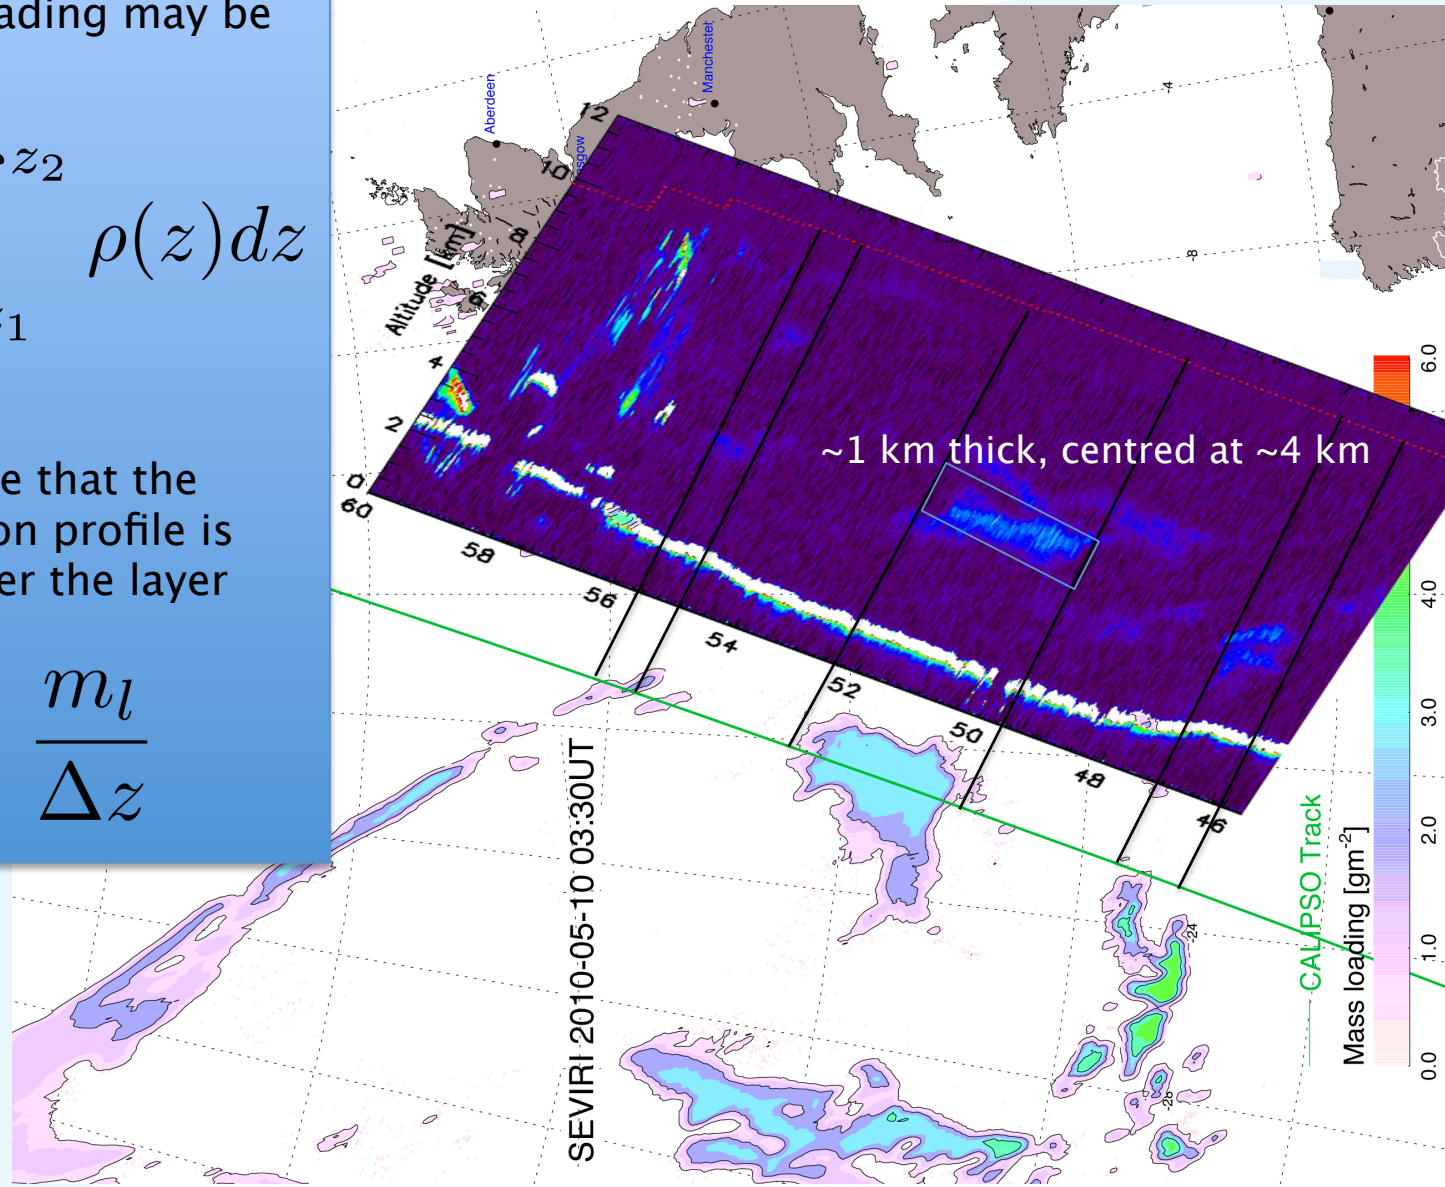 ading may be
z₂
ρ(z)dz
1
e that the
on profile is
er the layer
m_l
Δz
Aberdeen
Manchestet
sgow
Altitude [km]
12
10
8
6
4
2
0
60
58
56
54
52
50
48
46
~1 km thick, centred at ~4 km
SEVIRI 2010-05-10 03:30UT
-4
-8
-24
-28
CALIPSO Track
Mass loading [gm⁻²]
6.0
4.0
3.0
2.0
1.0
0.0